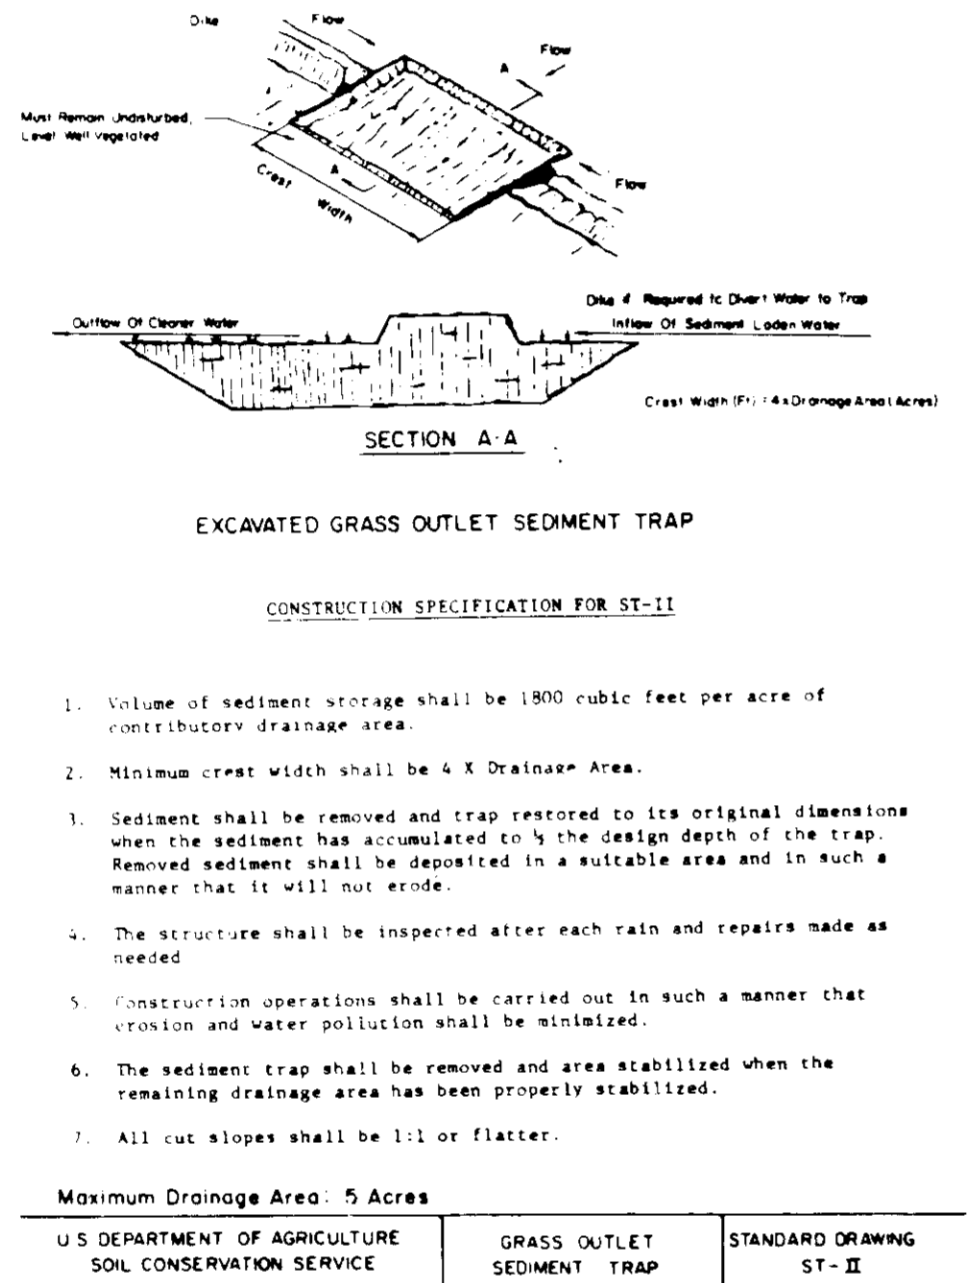 Dike
Flow
Flow
A
Must Remain Undisturbed,
Level Well Vegetated
A
Crest
Width
Flow
Dike if Required to Divert Water to Trap
Outflow Of Cleaner Water
Inflow Of Sediment Laden Water
Crest Width (Ft) = 4 x Drainage Area (Acres)
SECTION A-A
EXCAVATED GRASS OUTLET SEDIMENT TRAP
CONSTRUCTION SPECIFICATION FOR ST-II
1. Volume of sediment storage shall be 1800 cubic feet per acre of
contributory drainage area.
2. Minimum crest width shall be 4 X Drainage Area.
3. Sediment shall be removed and trap restored to its original dimensions
when the sediment has accumulated to the design depth of the trap.
Removed sediment shall be deposited in a suitable area and in such a
manner that it will not erode.
4. The structure shall be inspected after each rain and repairs made as
needed
5. Construction operations shall be carried out in such a manner that
erosion and water pollution shall be minimized.
6. The sediment trap shall be removed and area stabilized when the
remaining drainage area has been properly stabilized.
7. All cut slopes shall be 1:1 or flatter.
Maximum Drainage Area: 5 Acres
U S DEPARTMENT OF AGRICULTURE
SOIL CONSERVATION SERVICE
GRASS OUTLET
SEDIMENT TRAP
STANDARD DRAWING
ST-II